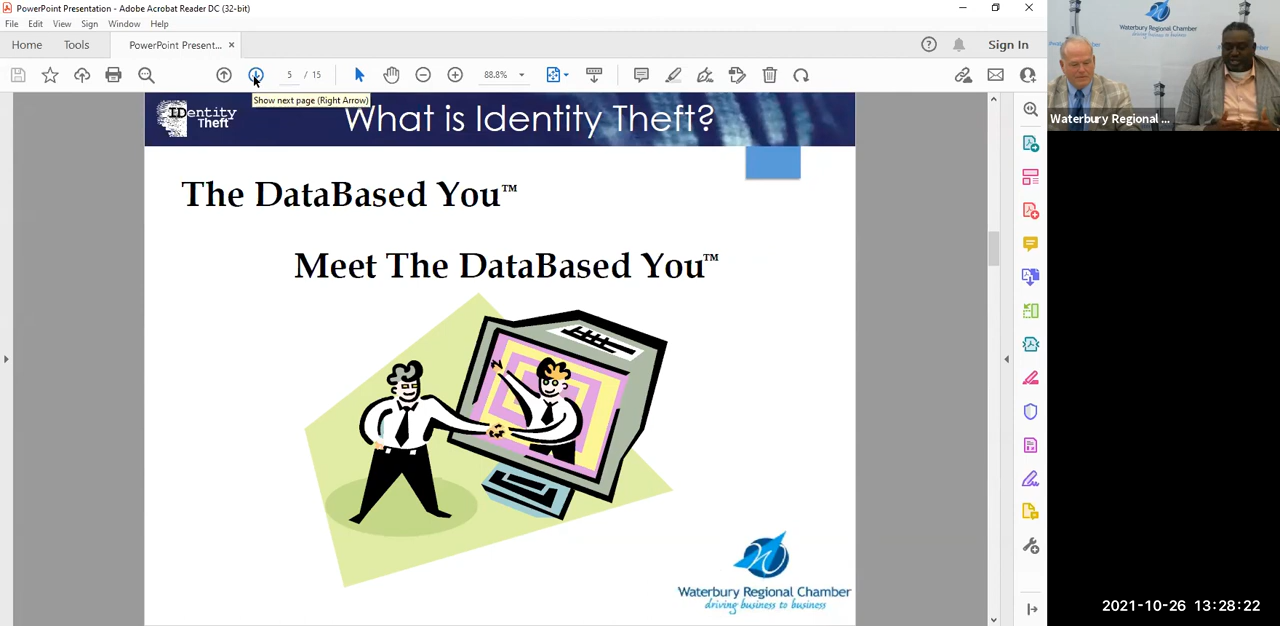 PowerPoint Presentation - Adobe Acrobat Reader DC (32-bit)
File Edit View Sign Window Help
Home Tools PowerPoint Present... × Sign In
5 / 15 88.8%
Show next page (Right Arrow)
IDentity
Theft
What is Identity Theft?
The DataBased You™
Meet The DataBased You™
Waterbury Regional Chamber
driving business to business
Waterbury Regional ...
2021-10-26 13:28:22